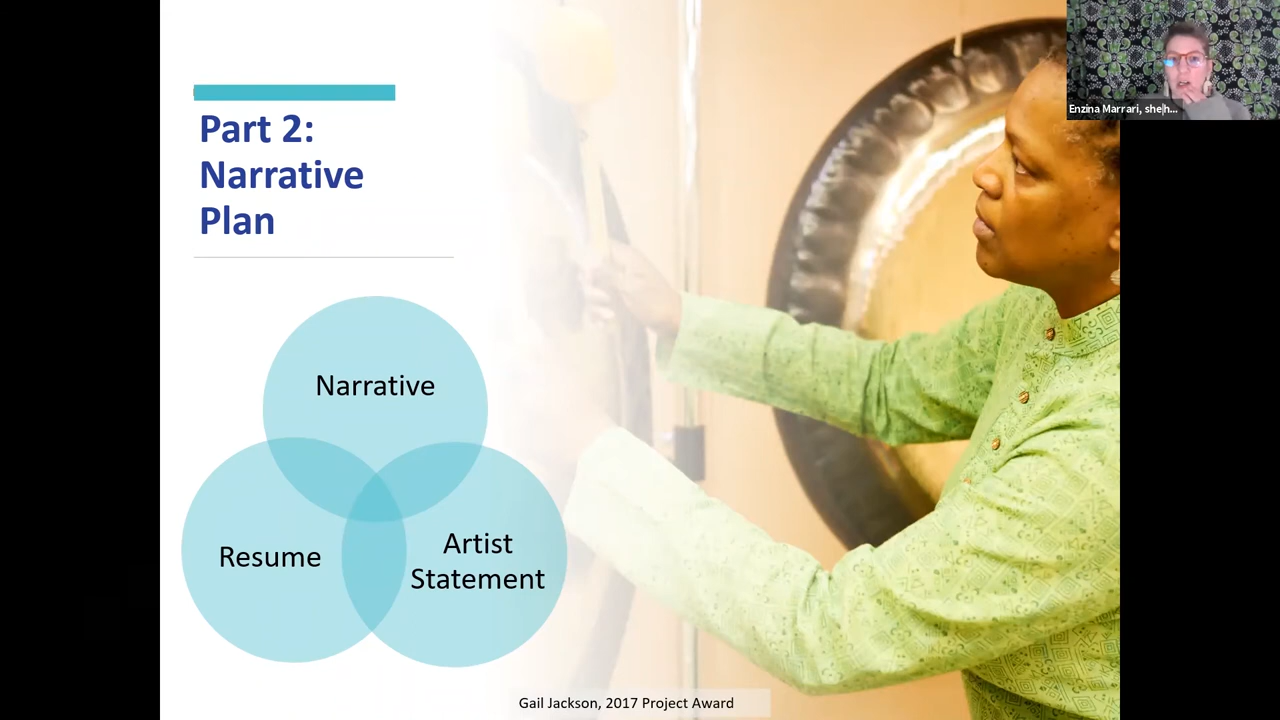 Enzina Marrari, she|h...
Part 2:
Narrative
Plan
Narrative
Resume
Artist
Statement
Gail Jackson, 2017 Project Award